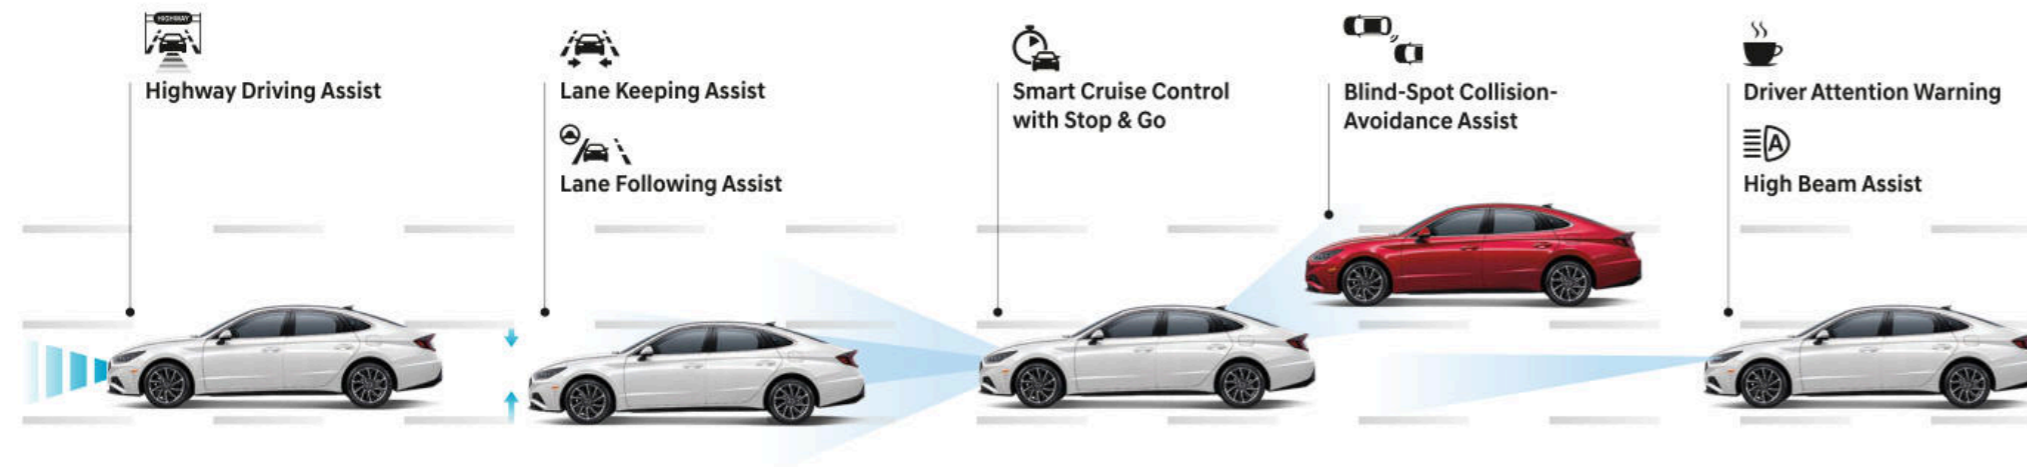 HIGHWAY
Highway Driving Assist
Lane Keeping Assist
Lane Following Assist
Smart Cruise Control
with Stop & Go
Blind-Spot Collision-
Avoidance Assist
Driver Attention Warning
A
High Beam Assist